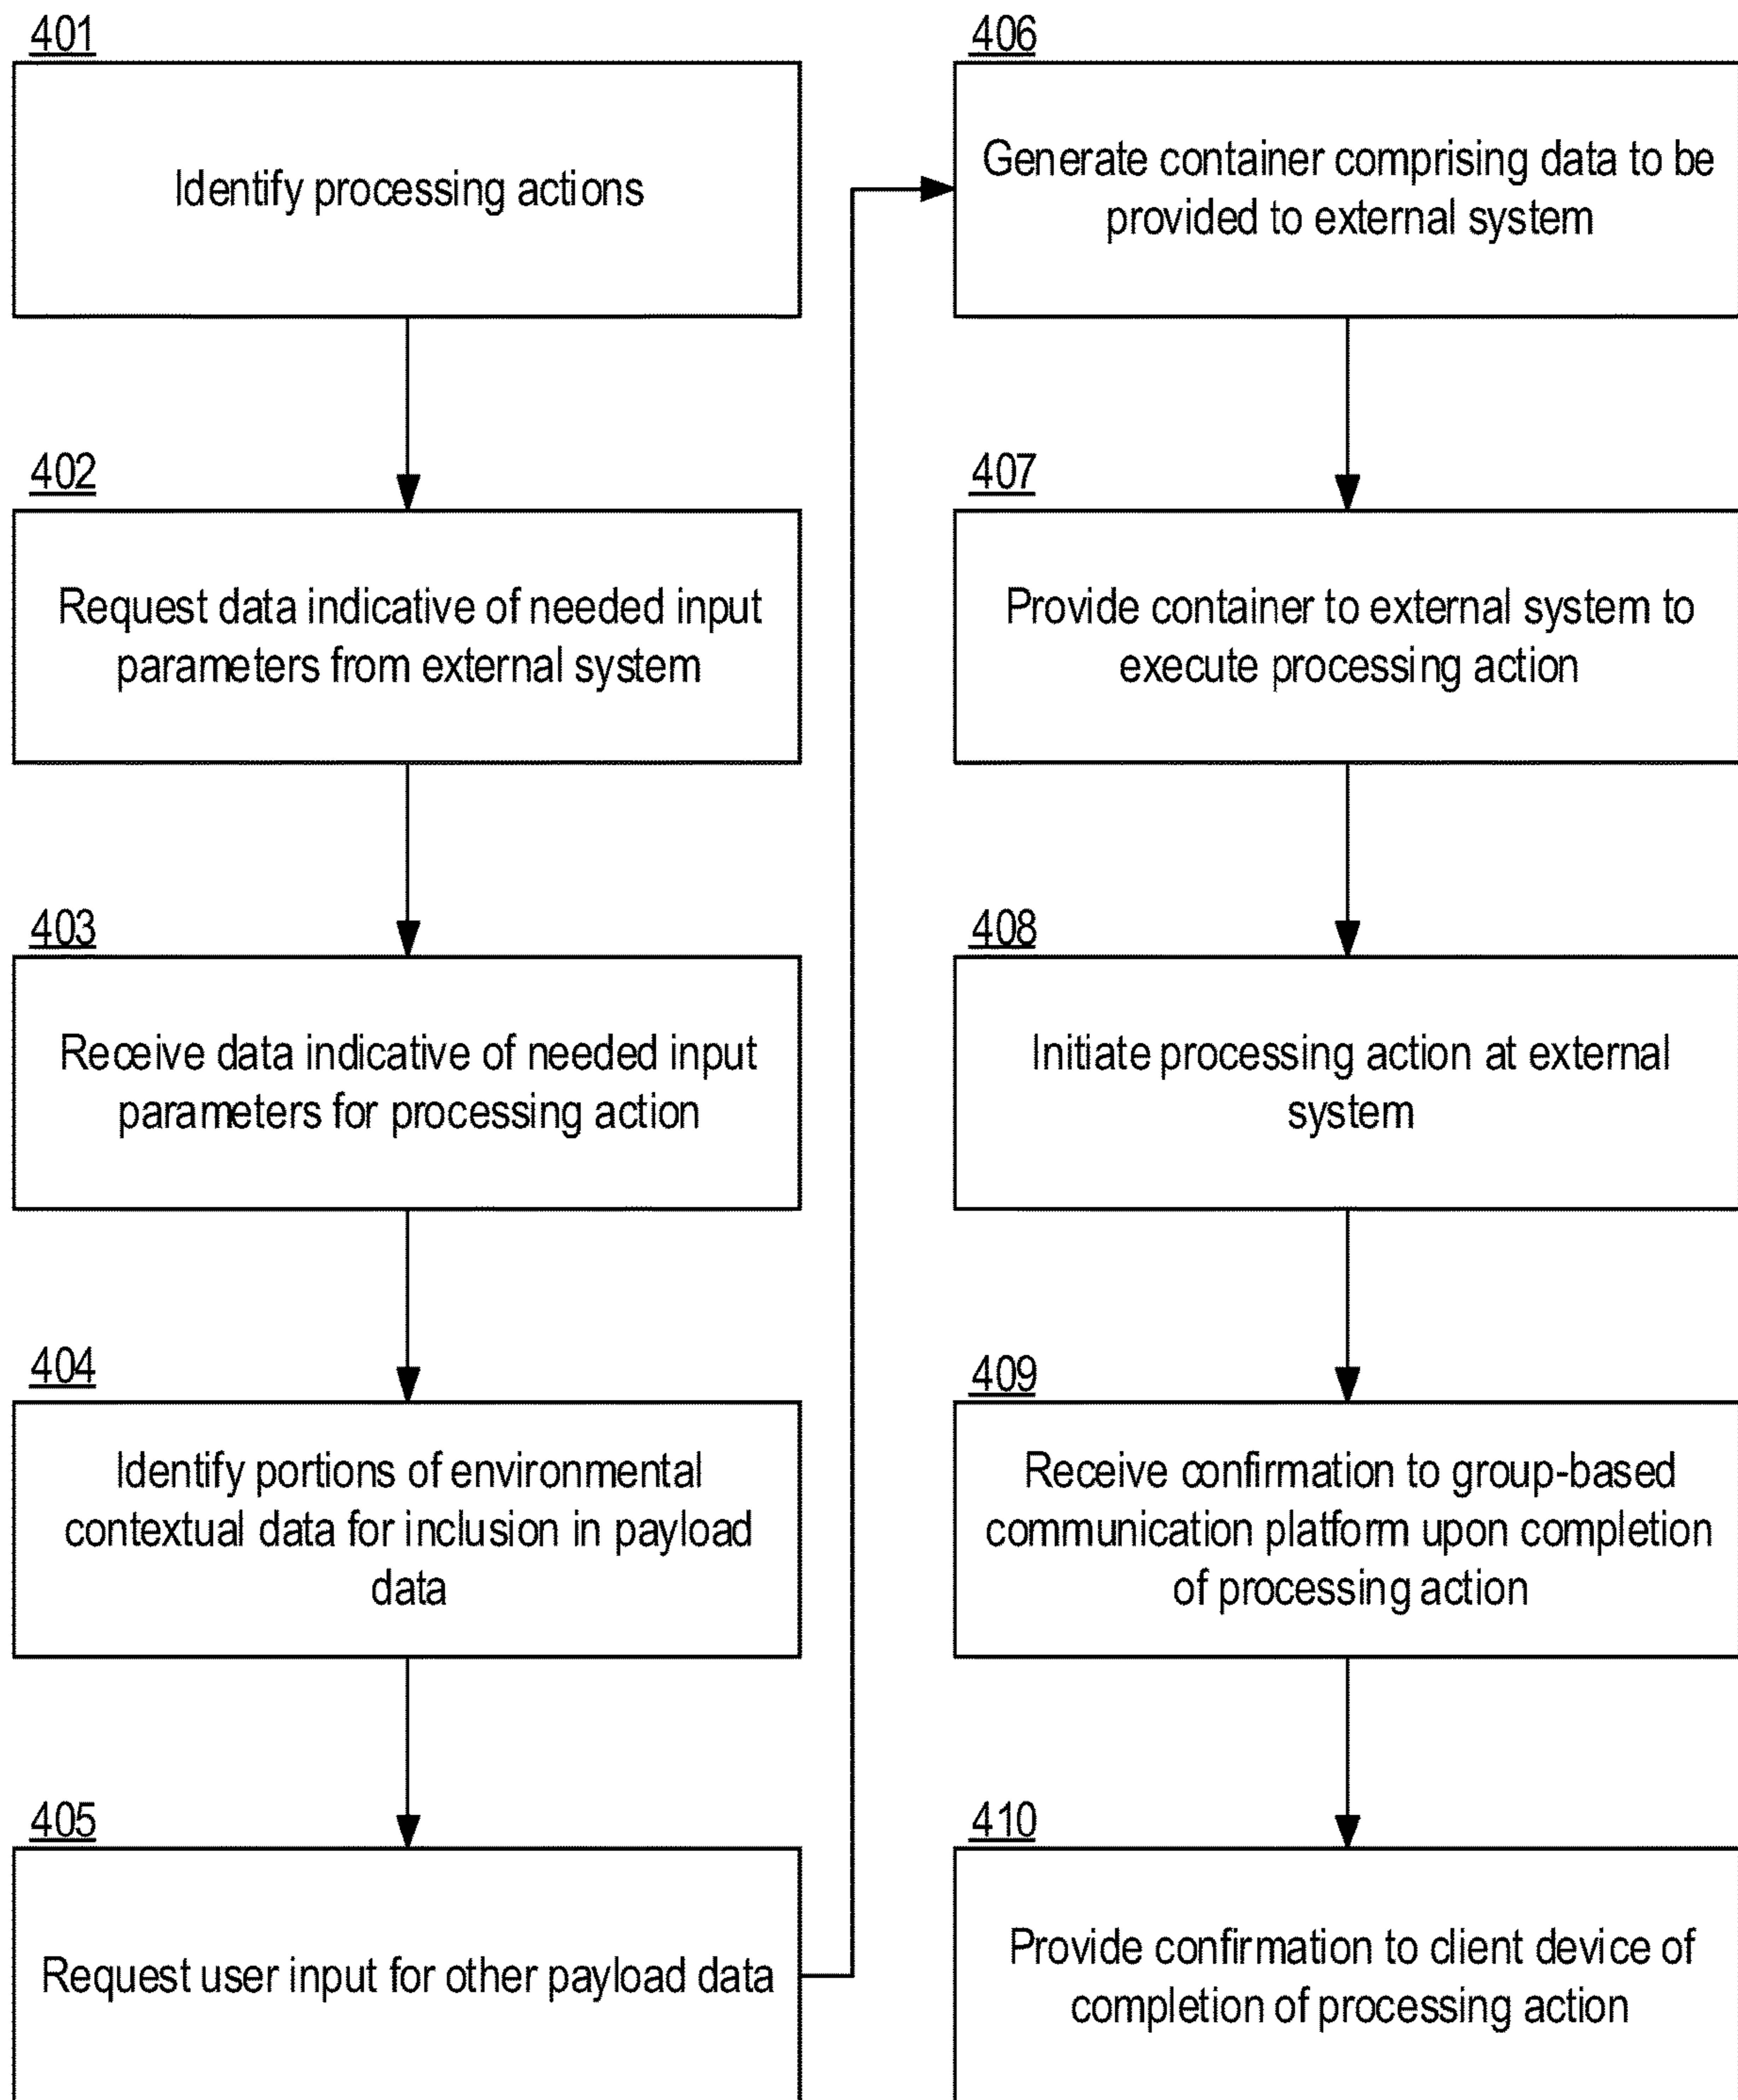 401
Identify processing actions
402
Request data indicative of needed input
parameters from external system
403
Receive data indicative of needed input
parameters for processing action
404
Identify portions of environmental
contextual data for inclusion in payload
data
405
Request user input for other payload data
406
Generate container comprising data to be
provided to external system
407
Provide container to external system to
execute processing action
408
Initiate processing action at external
system
409
Receive confirmation to group-based
communication platform upon completion
of processing action
410
Provide confirmation to client device of
completion of processing action